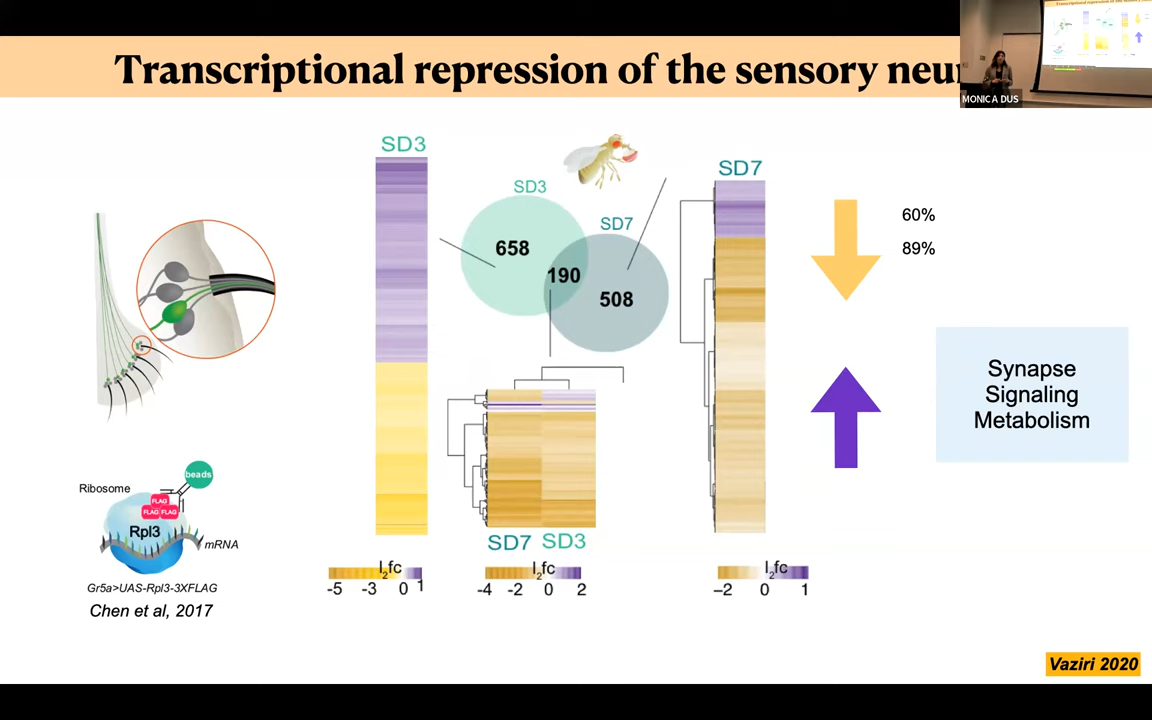 Transcriptional repression of the sensory neu
MONICA DUS
SD3
SD3
SD7
SD7
658
190
508
60%
89%
Synapse
Signaling
Metabolism
beads
Ribosome
FLAG
FLAG FLAG
Rpl3
mRNA
Gr5a>UAS-Rpl3-3XFLAG
Chen et al, 2017
SD7 SD3
l2fc
-5 -3 0 1
l2fc
-4 -2 0 2
l2fc
−2 0 1
Vaziri 2020